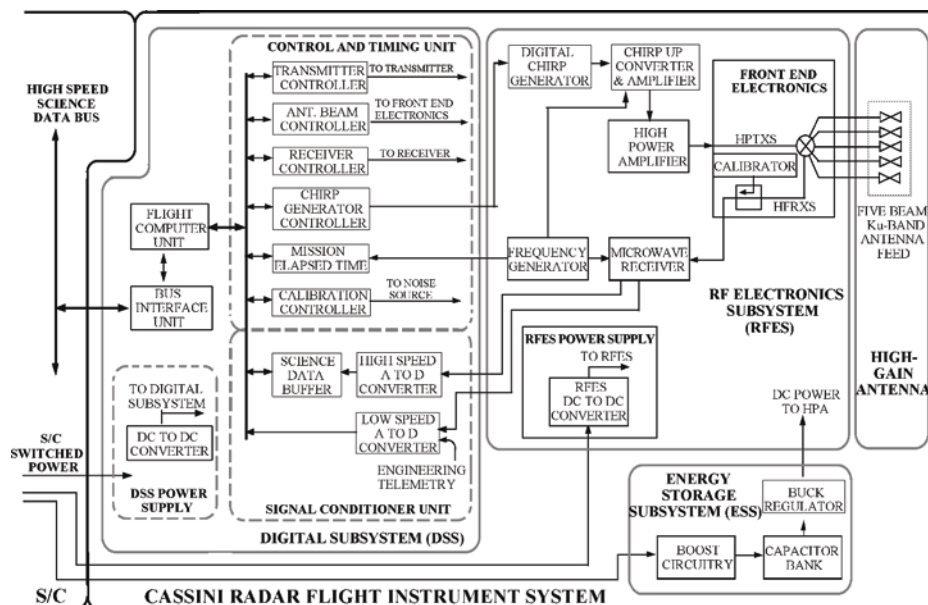 HIGH SPEED
SCIENCE
DATA BUS
FLIGHT
COMPUTER
UNIT
BUS
INTERFACE
UNIT
TO DIGITAL
SUBSYSTEM
DC TO DC
CONVERTER
DSS POWER
SUPPLY
S/C
SWITCHED
POWER
CONTROL AND TIMING UNIT
TRANSMITTER
CONTROLLER
TO TRANSMITTER
ANT. BEAM
CONTROLLER
TO FRONT END
ELECTRONICS
RECEIVER
CONTROLLER
TO RECEIVER
CHIRP
GENERATOR
CONTROLLER
MISSION
ELAPSED TIME
CALIBRATION
CONTROLLER
TO NOISE
SOURCE
SCIENCE
DATA
BUFFER
HIGH SPEED
A TO D
CONVERTER
LOW SPEED
A TO D
CONVERTER
ENGINEERING
TELEMETRY
SIGNAL CONDITIONER UNIT
DIGITAL SUBSYSTEM (DSS)
DIGITAL
CHIRP
GENERATOR
CHIRP UP
CONVERTER
& AMPLIFIER
HIGH
POWER
AMPLIFIER
FRONT END
ELECTRONICS
HPTXS
CALIBRATOR
HFRXS
FREQUENCY
GENERATOR
MICROWAVE
RECEIVER
RF ELECTRONICS
SUBSYSTEM
(RFES)
RFES POWER SUPPLY
TO RFES
RFES
DC TO DC
CONVERTER
FIVE BEAM
Ku-BAND
ANTENNA
FEED
HIGH-
GAIN
ANTENNA
DC POWER
TO HPA
ENERGY
STORAGE
SUBSYSTEM (ESS)
BUCK
REGULATOR
BOOST
CIRCUITRY
CAPACITOR
BANK
S/C
CASSINI RADAR FLIGHT INSTRUMENT SYSTEM